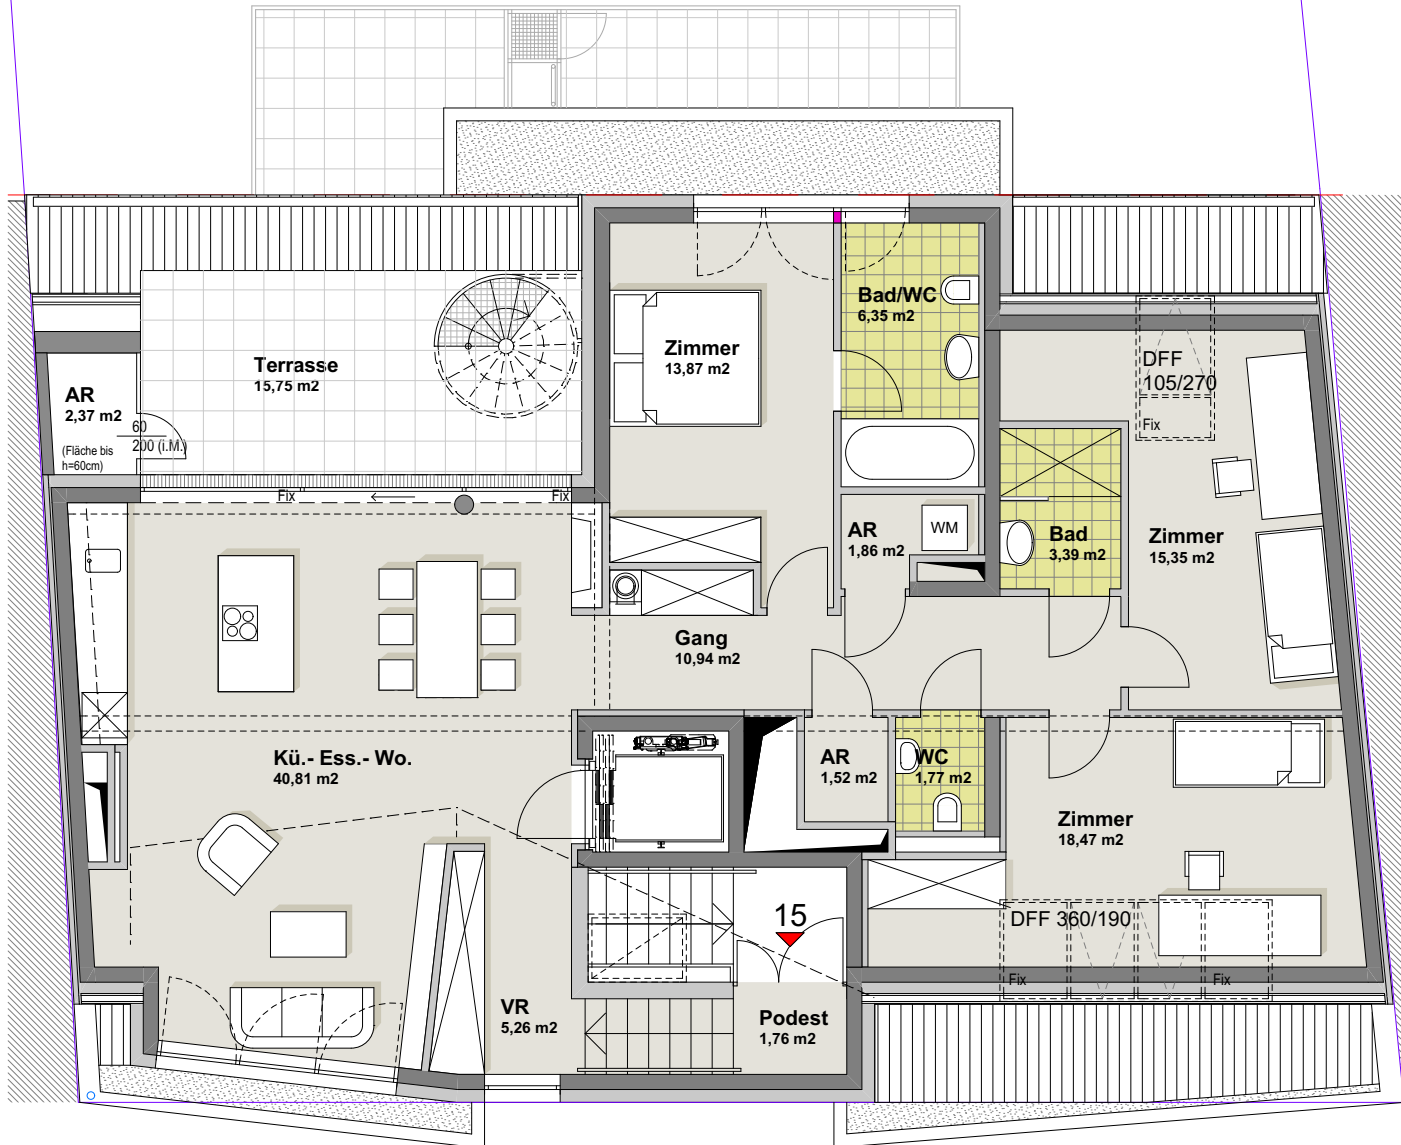 Bad/WC
6,35 m2
Zimmer
13,87 m2
Terrasse
15,75 m2
DFF
105/270
Fix
AR
2,37 m2
(Fläche bis
h=60cm)
60
200 (i.M.)
Fix
Fix
AR
1,86 m2
WM
Bad
3,39 m2
Zimmer
15,35 m2
Gang
10,94 m2
Kü.- Ess.- Wo.
40,81 m2
AR
1,52 m2
WC
1,77 m2
Zimmer
18,47 m2
15
DFF 360/190
Fix
Fix
VR
5,26 m2
Podest
1,76 m2